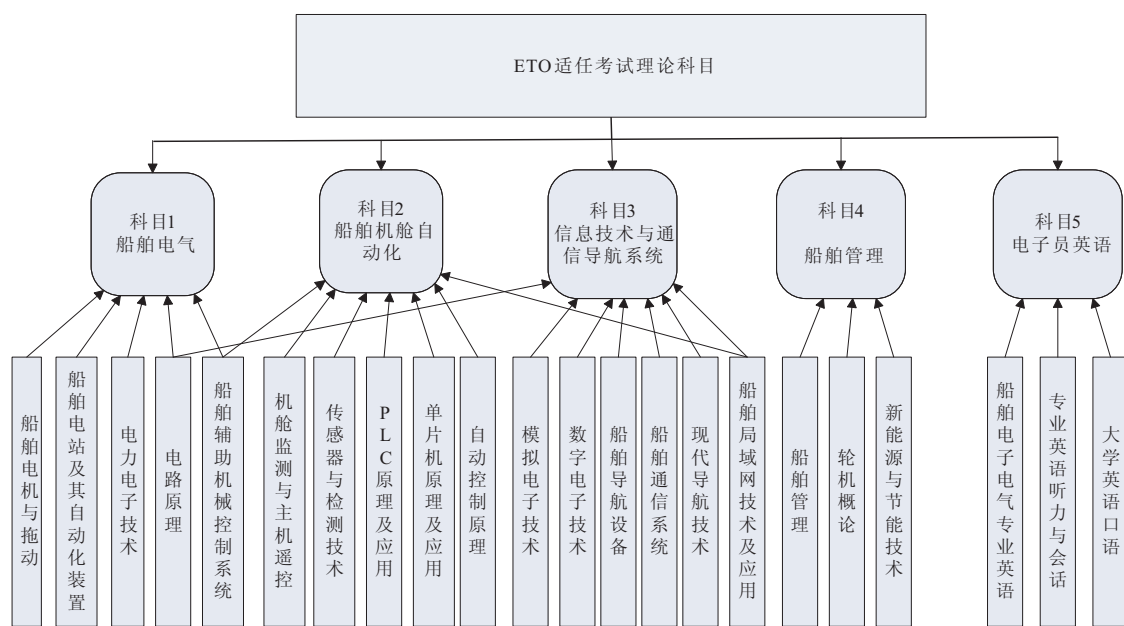 ETO适任考试理论科目
科目1
船舶电气
科目2
船舶机舱自
动化
科目3
信息技术与通
信导航系统
科目4
船舶管理
科目5
电子员英语
船舶电机与拖动
船舶电站及其自动化装置
电力电子技术
电路原理
船舶辅助机械控制系统
机舱监测与主机遥控
传感器与检测技术
PLC原理及应用
单片机原理及应用
自动控制原理
模拟电子技术
数字电子技术
船舶导航设备
船舶通信系统
现代导航技术
船舶局域网技术及应用
船舶管理
轮机概论
新能源与节能技术
船舶电子电气专业英语
专业英语听力与会话
大学英语口语